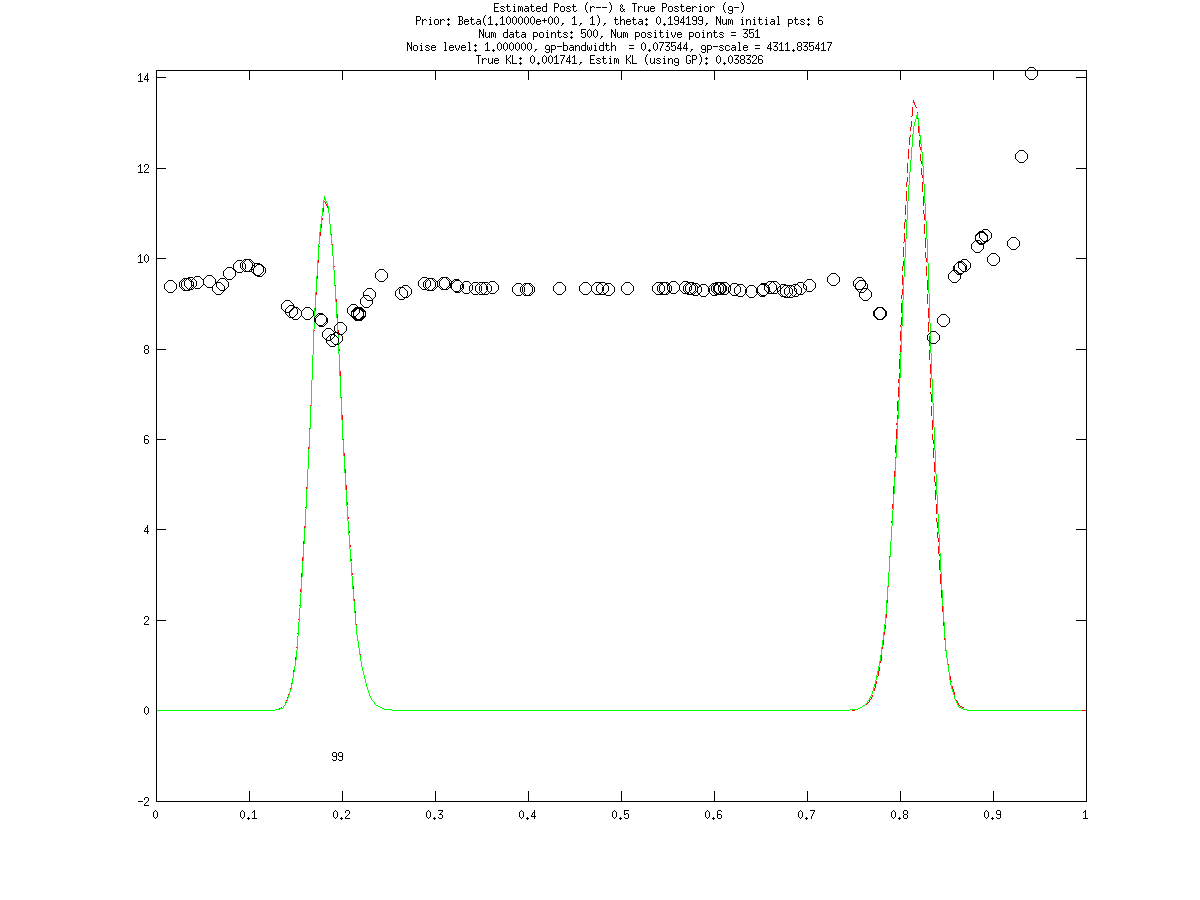 Estimated Post (r--) & True Posterior (g-)
Prior: Beta(1.100000e+00, 1, 1), theta: 0.194199, Num initial pts: 6
Num data points: 500, Num positive points = 351
Noise level: 1.000000, gp-bandwidth  = 0.073544, gp-scale = 4311.835417
True KL: 0.001741, Estim KL (using GP): 0.038326
14
12
10
8
6
4
2
0
99
-2
0 0.1 0.2 0.3 0.4 0.5 0.6 0.7 0.8 0.9 1